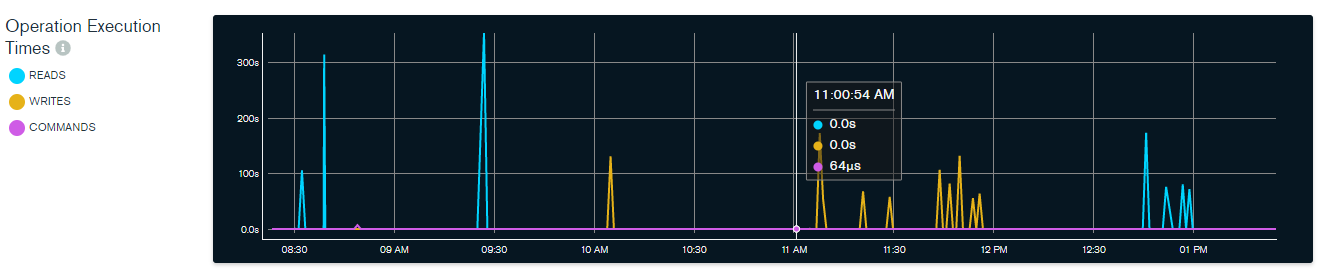 Operation Execution
Times
READS
WRITES
COMMANDS
300s
200s
100s
0.0s
11:00:54 AM
0.0s
0.0s
64µs
08:30
09 AM
09:30
10 AM
10:30
11 AM
11:30
12 PM
12:30
01 PM